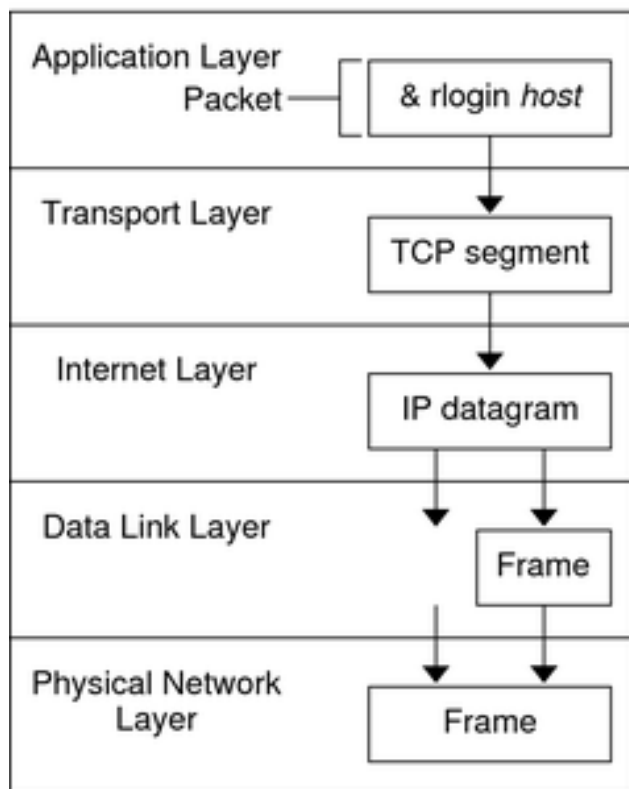 Application Layer
Packet
& rlogin host
Transport Layer
TCP segment
Internet Layer
IP datagram
Data Link Layer
Frame
Physical Network
Layer
Frame